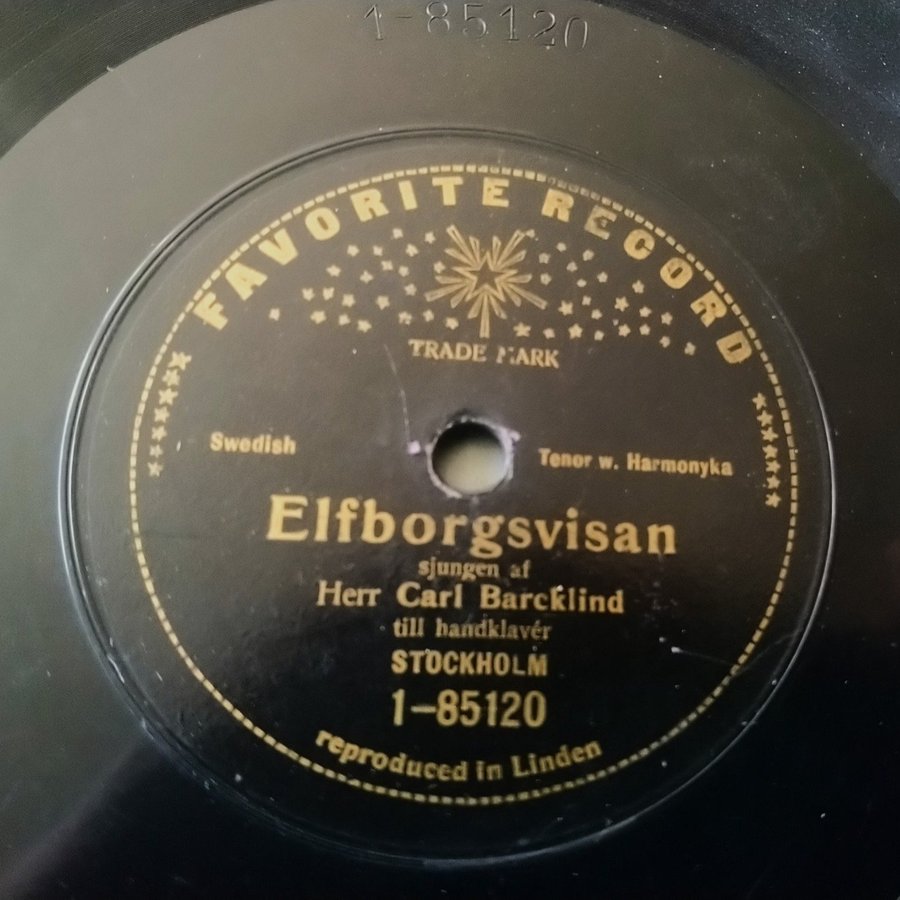 1-85120
FAVORITE RECORD
TRADE MARK
Swedish
Tenor w. Harmonyka
Elfborgsvisan
sjungen af
Herr Carl Barcklind
till handklavér
STOCKHOLM
1-85120
reproduced in Linden